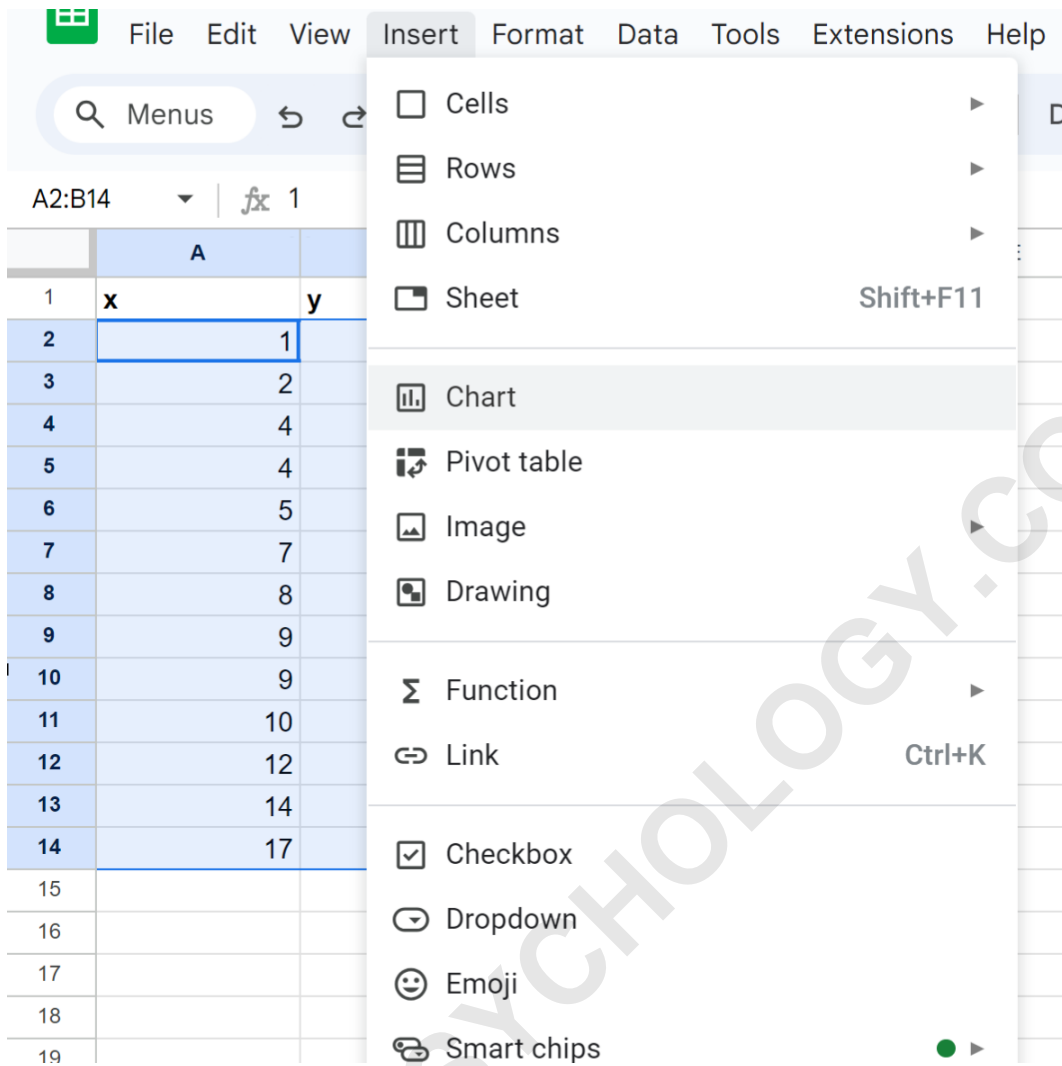 File Edit View Insert Format Data Tools Extensions Help
Menus
A2:B14 fx 1
A
1 x y
2 1
3 2
4 4
5 4
6 5
7 7
8 8
9 9
10 9
11 10
12 12
13 14
14 17
15
16
17
18
19
Cells
Rows
Columns
Sheet Shift+F11
Chart
Pivot table
Image
Drawing
Function
Link Ctrl+K
Checkbox
Dropdown
Emoji
Smart chips